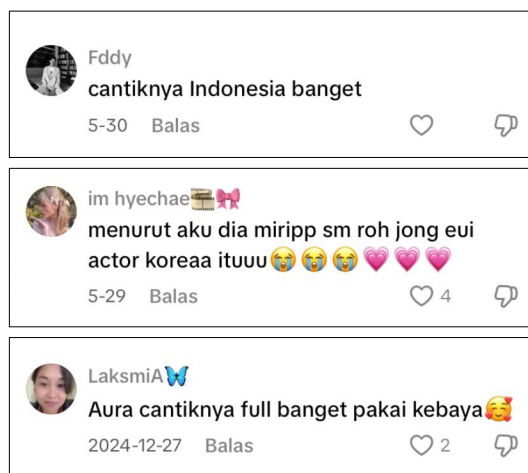 Fddy
cantiknya Indonesia banget
5-30 Balas
im hyechae🎞️🎀
menurut aku dia miripp sm roh jong eui
actor koreaa ituuu😭😭😭💗💗💗
5-29 Balas 4
LaksmiA🦋
Aura cantiknya full banget pakai kebaya🥰
2024-12-27 Balas 2